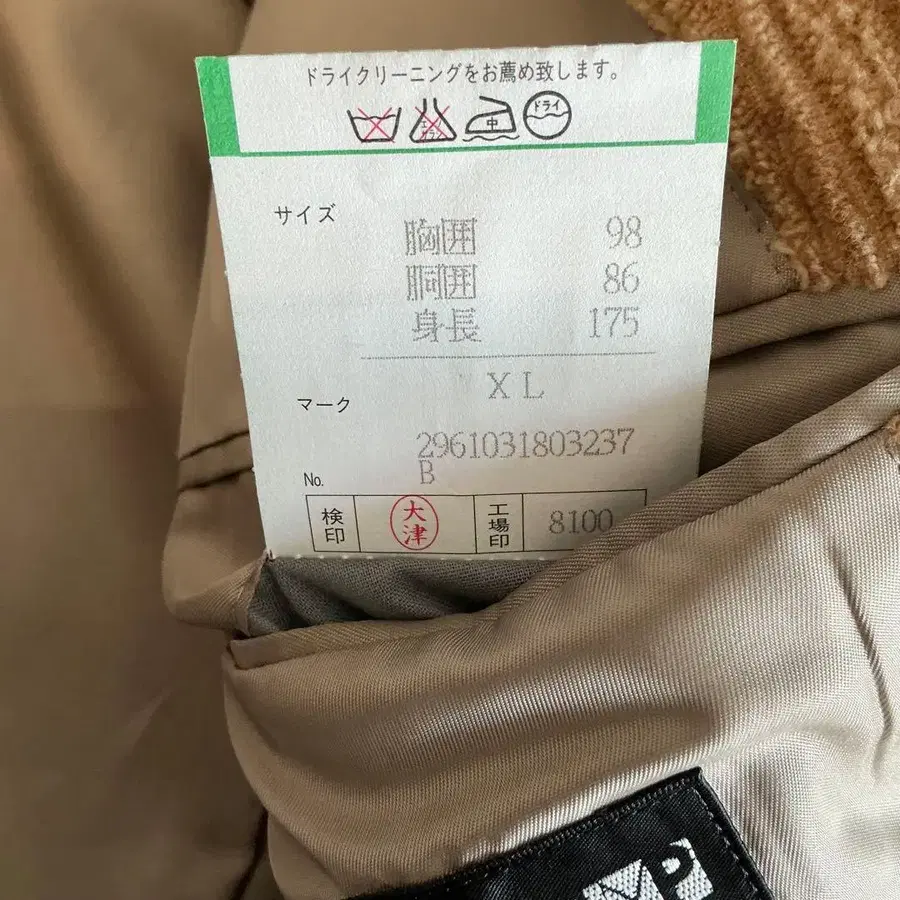 ドライクリーニングをお薦め致します。
中 ドライ
サイズ
胸囲 98
胴囲 86
身長 175
マーク XL
2961031803237
No. B
検印 大津 工場印 8100